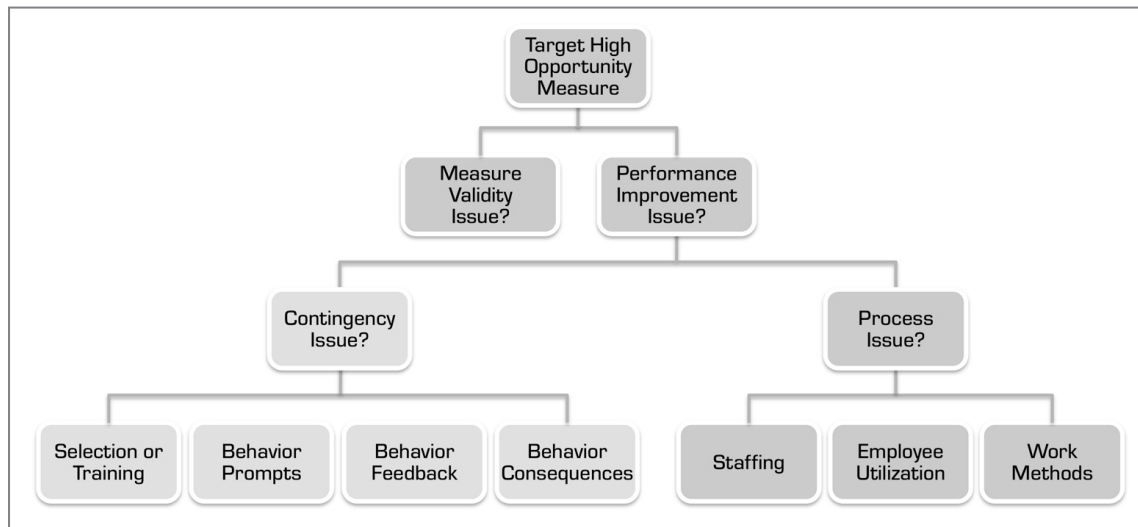 Target High
Opportunity
Measure
Measure
Validity
Issue?
Performance
Improvement
Issue?
Contingency
Issue?
Process
Issue?
Selection or
Training
Behavior
Prompts
Behavior
Feedback
Behavior
Consequences
Staffing
Employee
Utilization
Work
Methods